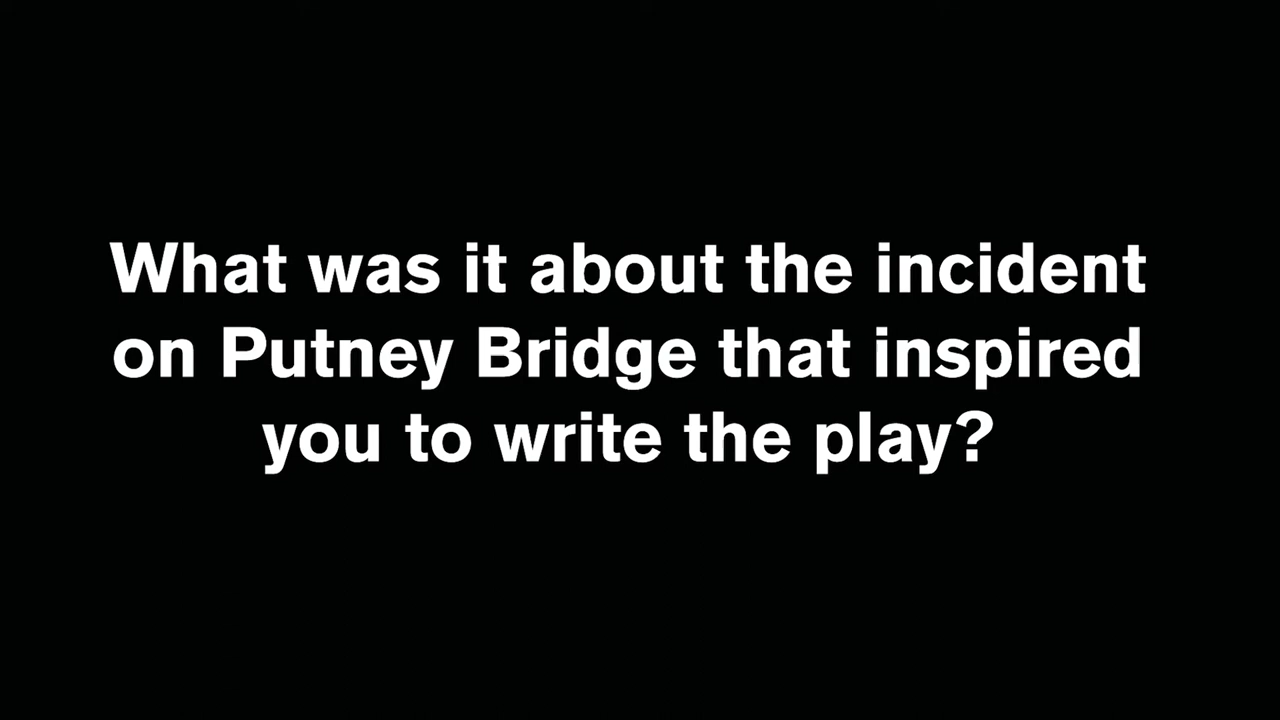 What was it about the incident
on Putney Bridge that inspired
you to write the play?